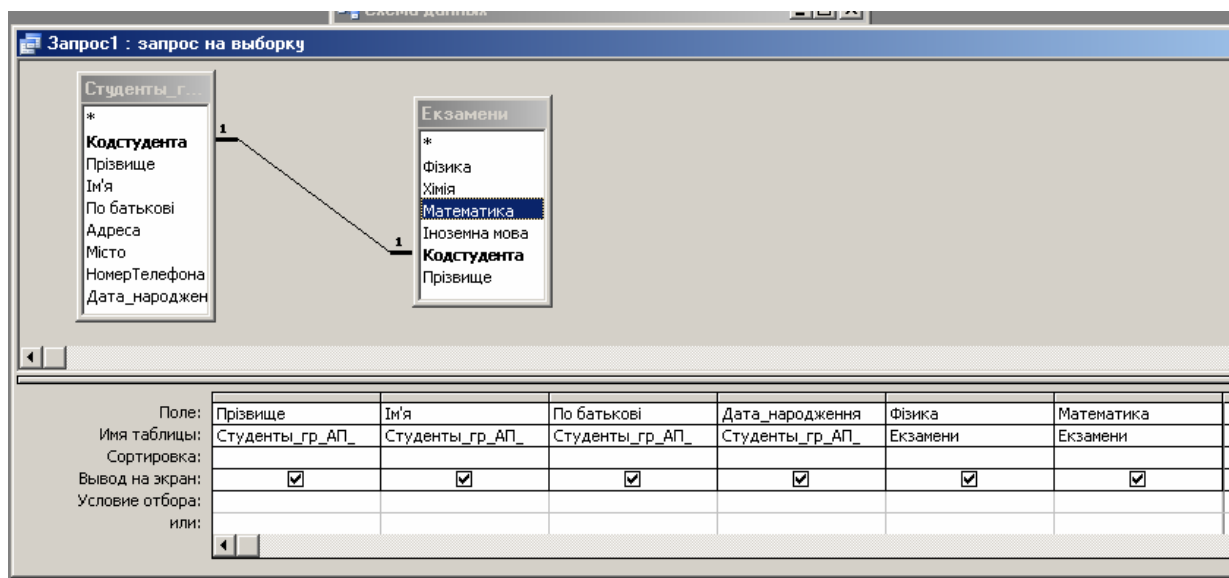 Схема данных
Запрос1 : запрос на выборку
Студенты_г...
*
Кодстудента
Прізвище
Ім'я
По батькові
Адреса
Місто
НомерТелефона
Дата_народжен
1
1
Екзамени
*
Фізика
Хімія
Математика
Іноземна мова
Кодстудента
Прізвище
Поле: Прізвище Ім'я По батькові Дата_народження Фізика Математика
Имя таблицы: Студенты_гр_АП_ Студенты_гр_АП_ Студенты_гр_АП_ Студенты_гр_АП_ Екзамени Екзамени
Сортировка:
Вывод на экран:
Условие отбора:
или: